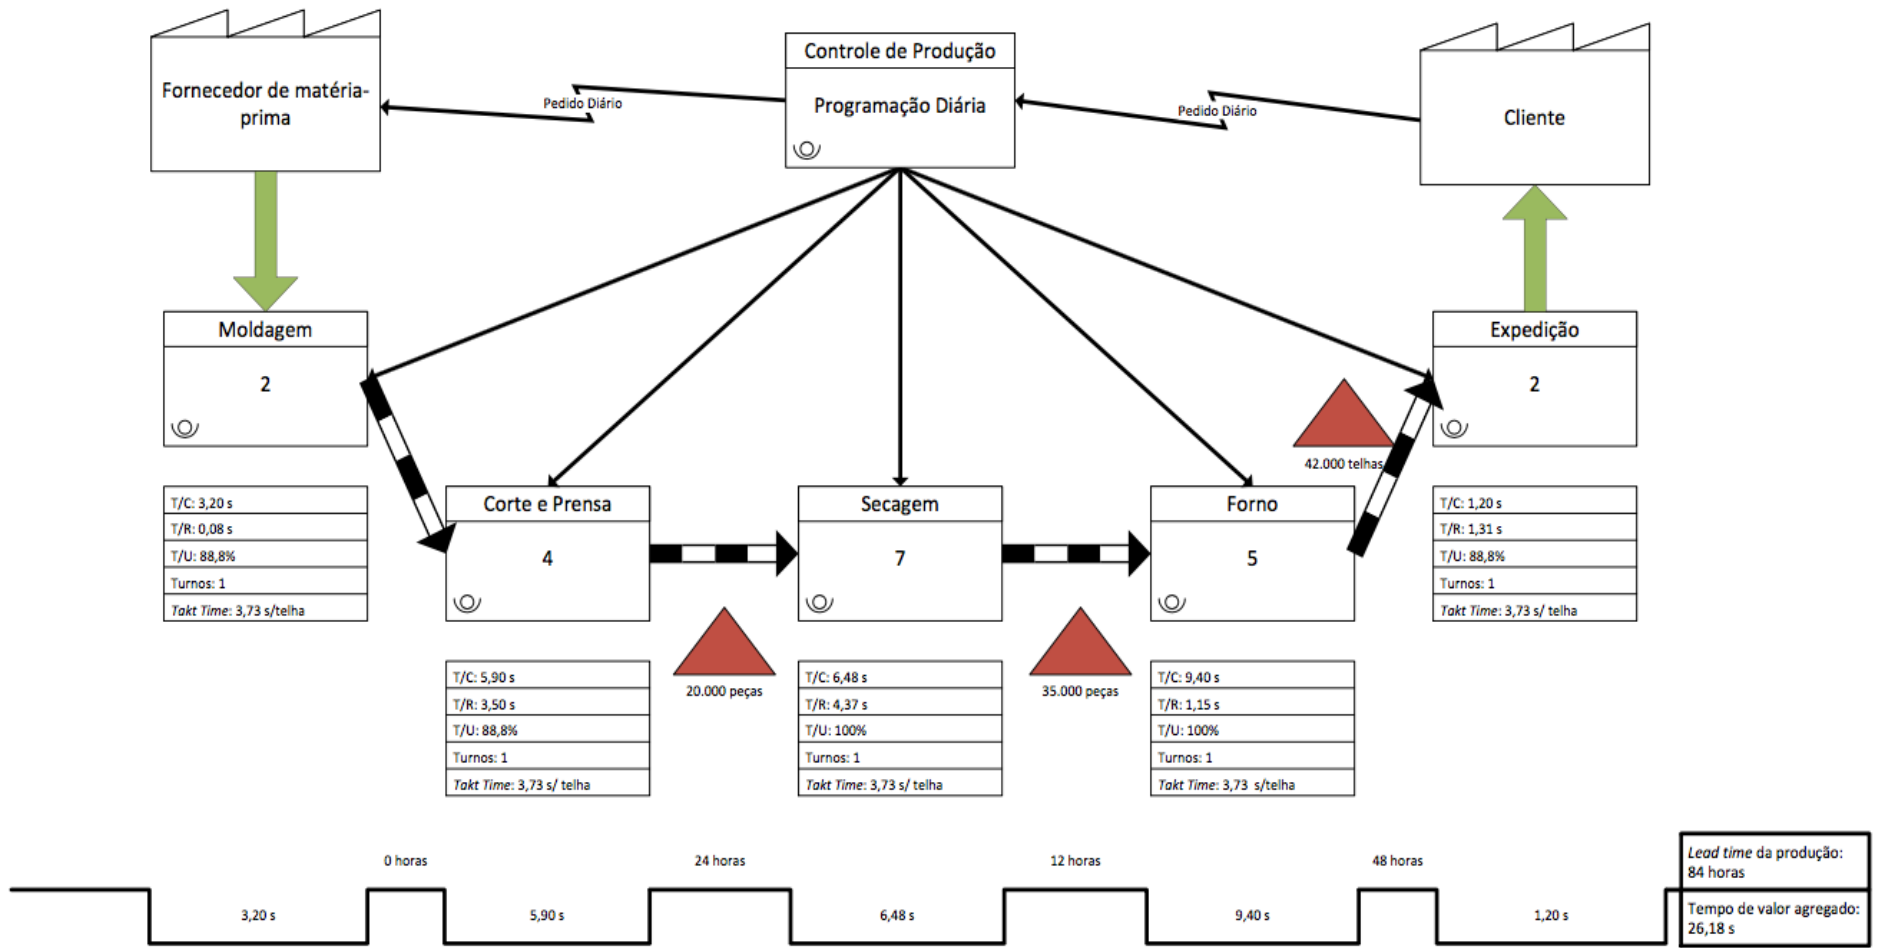 Fornecedor de matéria-
prima
Pedido Diário
Controle de Produção
Programação Diária
Pedido Diário
Cliente
Moldagem
2
T/C: 3,20 s
T/R: 0,08 s
T/U: 88,8%
Turnos: 1
Takt Time: 3,73 s/telha
Corte e Prensa
4
T/C: 5,90 s
T/R: 3,50 s
T/U: 88,8%
Turnos: 1
Takt Time: 3,73 s/ telha
20.000 peças
Secagem
7
T/C: 6,48 s
T/R: 4,37 s
T/U: 100%
Turnos: 1
Takt Time: 3,73 s/ telha
35.000 peças
Forno
5
T/C: 9,40 s
T/R: 1,15 s
T/U: 100%
Turnos: 1
Takt Time: 3,73 s/telha
42.000 telhas
Expedição
2
T/C: 1,20 s
T/R: 1,31 s
T/U: 88,8%
Turnos: 1
Takt Time: 3,73 s/ telha
0 horas
24 horas
12 horas
48 horas
3,20 s
5,90 s
6,48 s
9,40 s
1,20 s
Lead time da produção:
84 horas
Tempo de valor agregado:
26,18 s